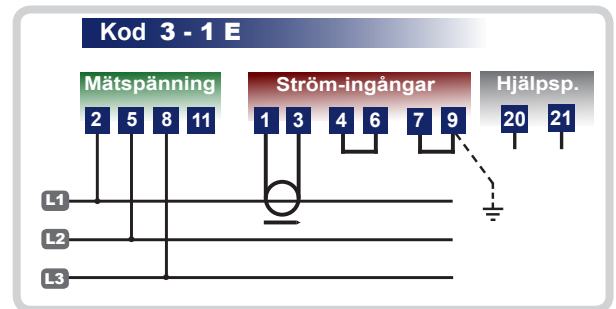 Kod 3 - 1 E
Mätspänning Ström-ingångar Hjälpsp.
2 5 8 11 1 3 4 6 7 9 20 21
L1
L2
L3